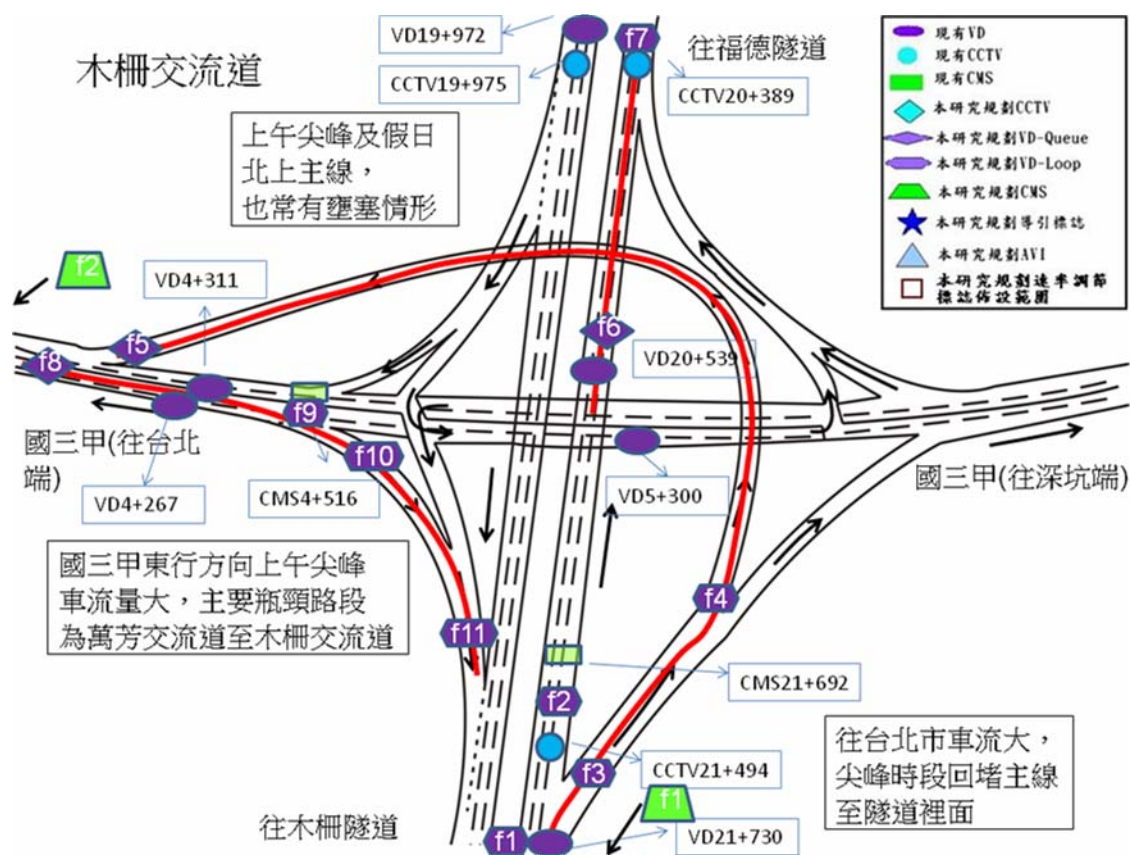 木柵交流道
VD19+972
CCTV19+975
f7
往福德隧道
CCTV20+389
現有VD
現有CCTV
現有CMS
本研究規劃CCTV
本研究規劃VD-Queue
本研究規劃VD-Loop
本研究規劃CMS
本研究規劃導引標誌
本研究規劃AVI
本研究規劃速率調節
標誌佈設範圍
上午尖峰及假日
北上主線,
也常有壅塞情形
f2
VD4+311
f5
f8
f6
VD20+539
f9
f10
國三甲(往台北
端)
VD4+267
CMS4+516
VD5+300
國三甲(往深坑端)
國三甲東行方向上午尖峰
車流量大,主要瓶頸路段
為萬芳交流道至木柵交流道
f4
f11
CMS21+692
f2
f3
CCTV21+494
往台北市車流大,
尖峰時段回堵主線
至隧道裡面
f1
往木柵隧道
f1
VD21+730